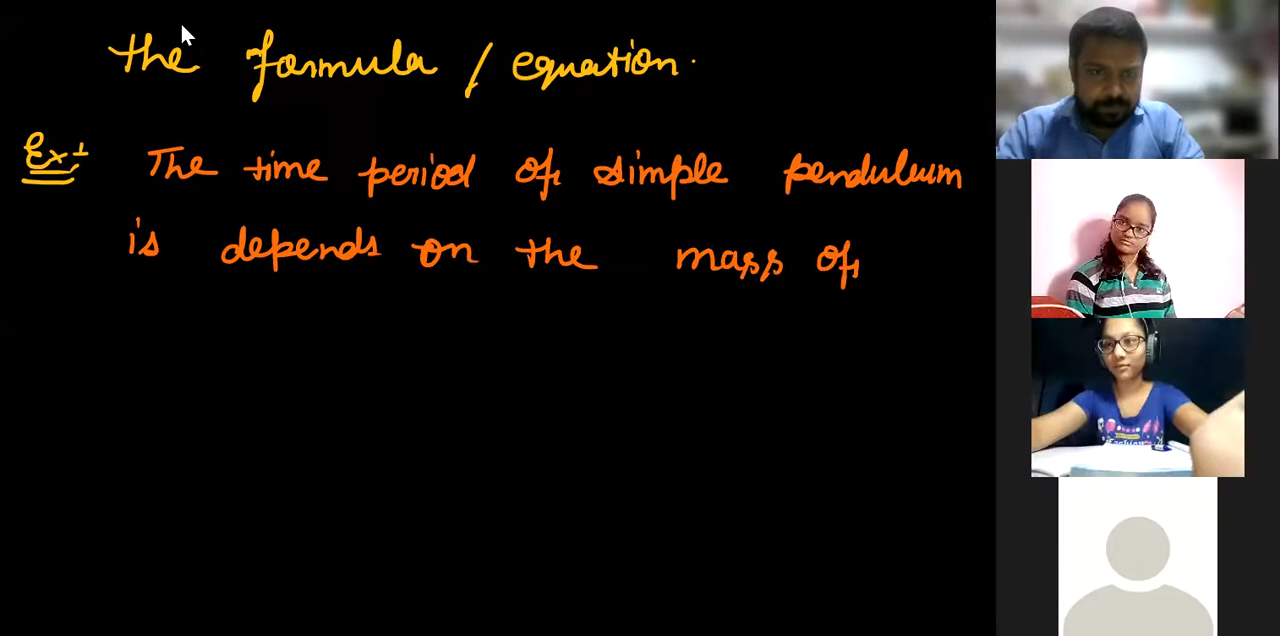 the formula / equation.
Ex:- The time period of simple pendulum
is depends on the mass of